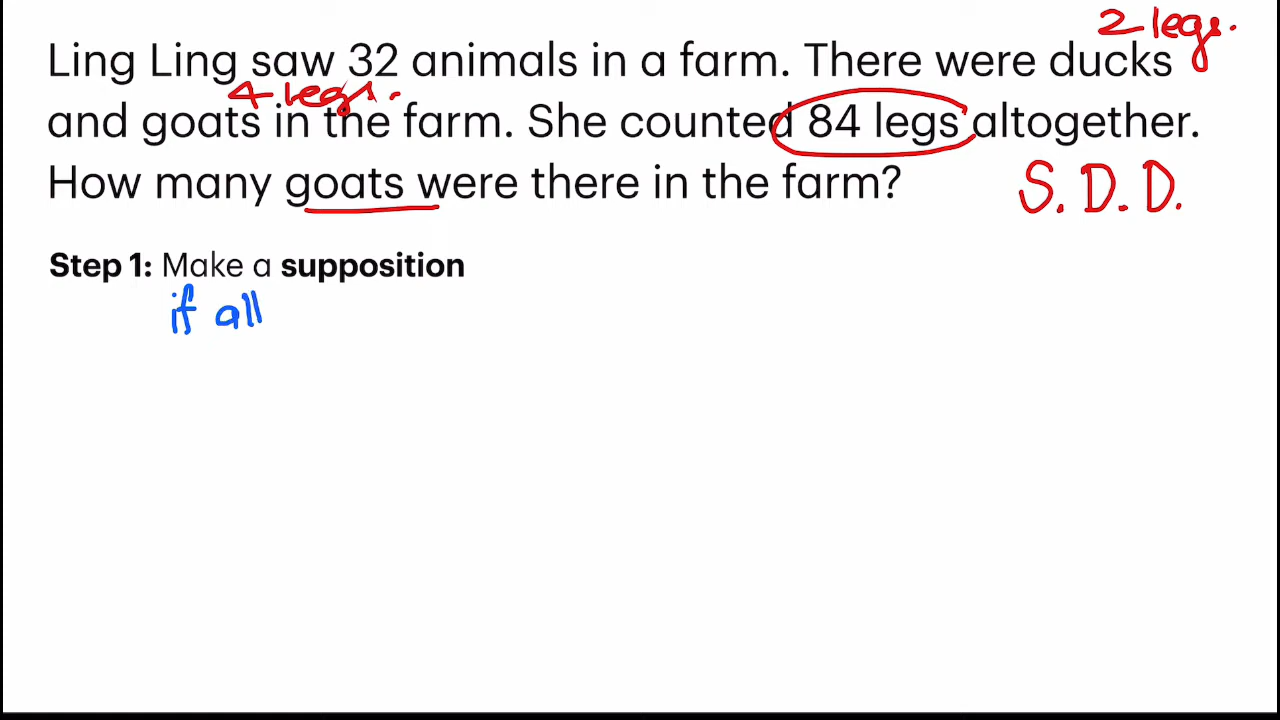 2 legs.
Ling Ling saw 32 animals in a farm. There were ducks
4 legs.
and goats in the farm. She counted 84 legs altogether.
How many goats were there in the farm?
S. D. D.
Step 1: Make a supposition
if all